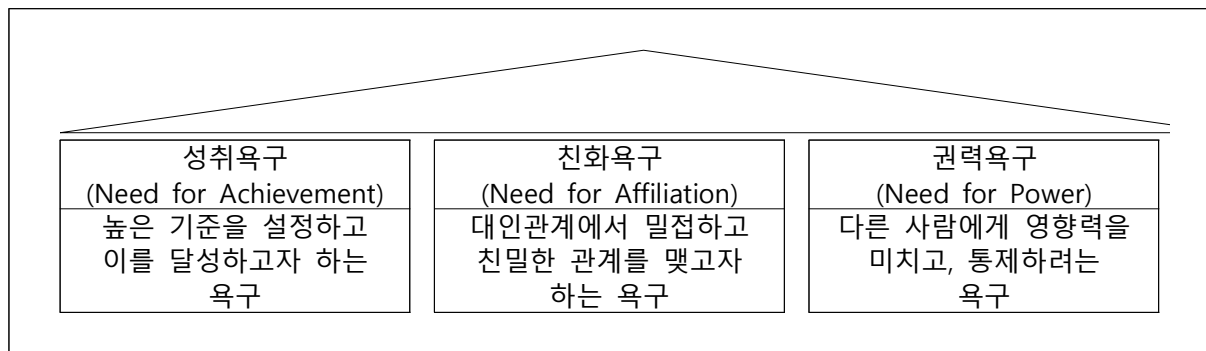 성취욕구
(Need for Achievement)
높은 기준을 설정하고
이를 달성하고자 하는
욕구
친화욕구
(Need for Affiliation)
대인관계에서 밀접하고
친밀한 관계를 맺고자
하는 욕구
권력욕구
(Need for Power)
다른 사람에게 영향력을
미치고, 통제하려는
욕구